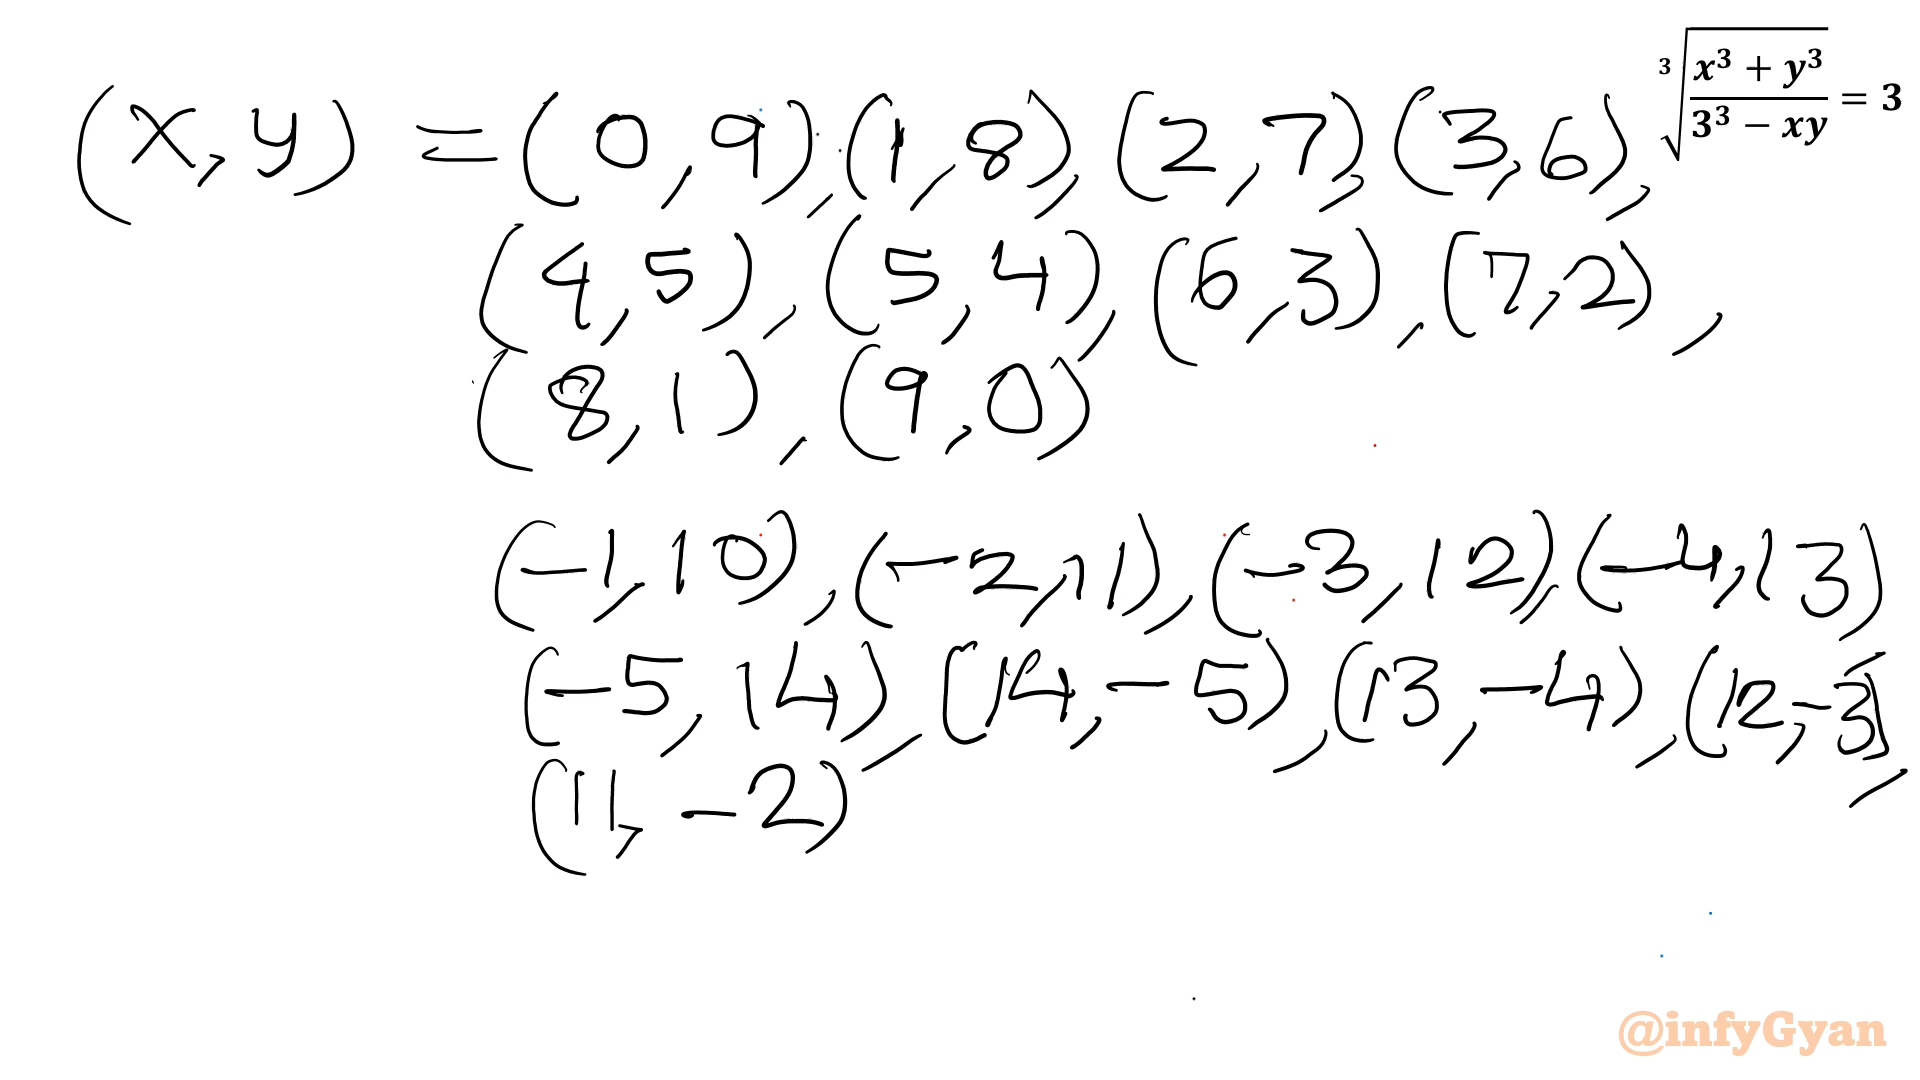 ∛((x³ + y³)/(3³ − xy)) = 3
(x, y) = (0, 9), (1, 8), (2, 7), (3, 6),
(4, 5), (5, 4), (6, 3), (7, 2),
(8, 1), (9, 0)
(−1, 10), (−2, 11), (−3, 12), (−4, 13)
(−5, 14), (14, −5), (13, −4), (12, −3),
(11, −2)
@infyGyan